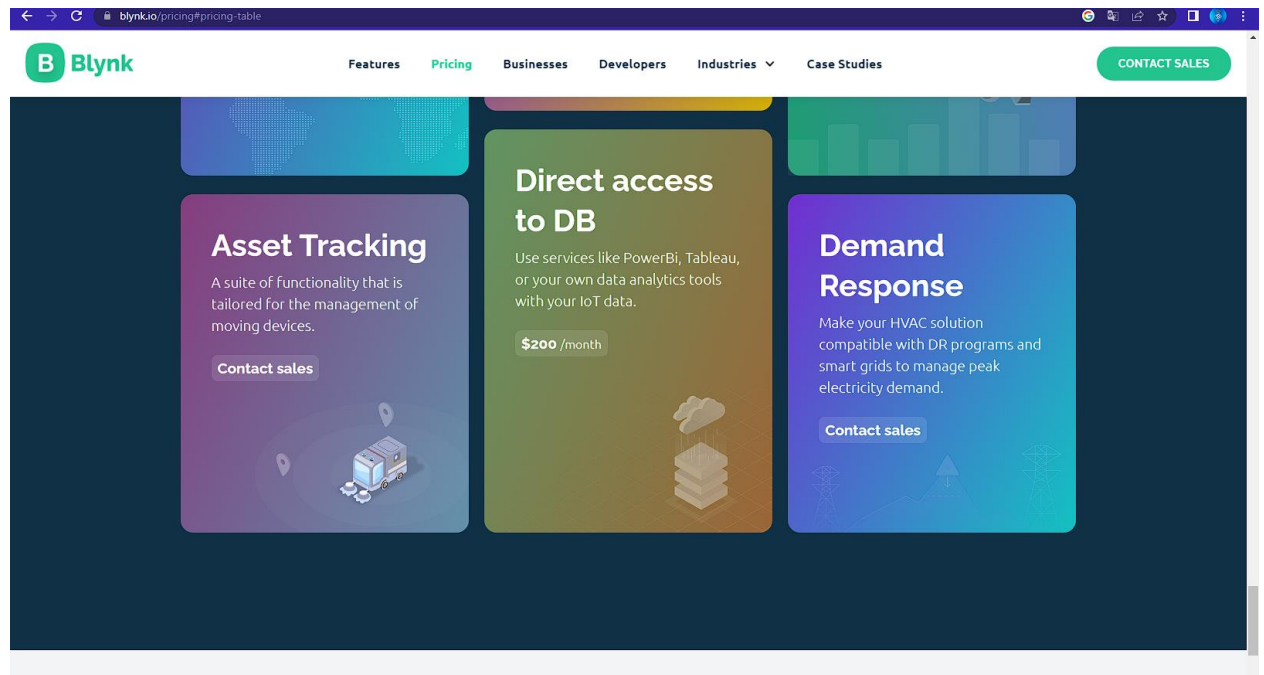 blynk.io/pricing#pricing-table
B Blynk
Features Pricing Businesses Developers Industries Case Studies CONTACT SALES
Asset Tracking
A suite of functionality that is
tailored for the management of
moving devices.
Contact sales
Direct access
to DB
Use services like PowerBi, Tableau,
or your own data analytics tools
with your IoT data.
$200 /month
Demand
Response
Make your HVAC solution
compatible with DR programs and
smart grids to manage peak
electricity demand.
Contact sales